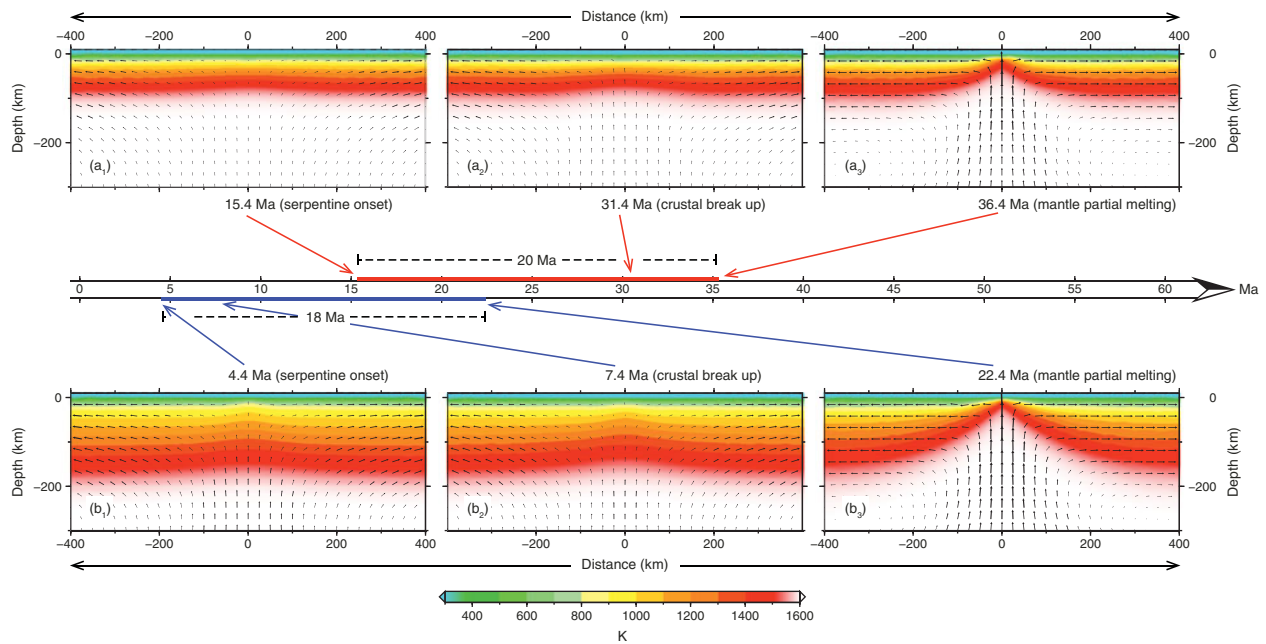 Distance (km)
−400 −200 0 200 400 −200 0 200 −400 −200 0 200 400
0 0
Depth (km) −200 (a1) (a2) (a3) −200 Depth (km)
15.4 Ma (serpentine onset) 31.4 Ma (crustal break up) 36.4 Ma (mantle partial melting)
20 Ma
0 5 10 15 20 25 30 35 40 45 50 55 60 Ma
18 Ma
4.4 Ma (serpentine onset) 7.4 Ma (crustal break up) 22.4 Ma (mantle partial melting)
0 0
Depth (km) −200 (b1) (b2) (b3) −200 Depth (km)
−400 −200 0 200 400 −200 0 200 −400 −200 0 200 400
Distance (km)
400 600 800 1000 1200 1400 1600
K